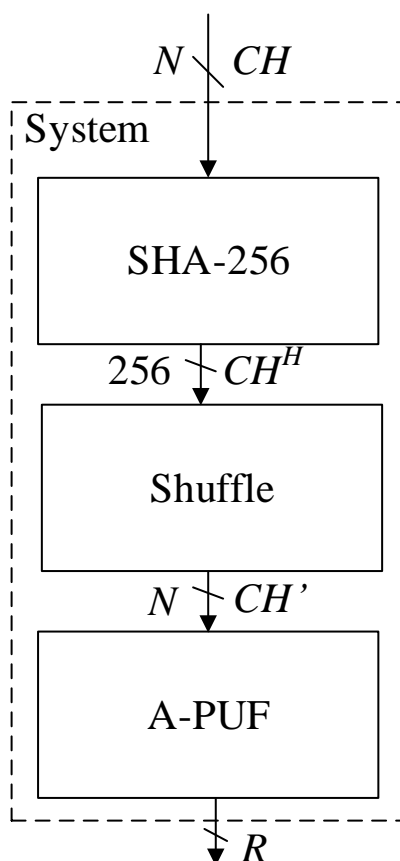 N CH
System
SHA-256
256 CH^H
Shuffle
N CH’
A-PUF
R